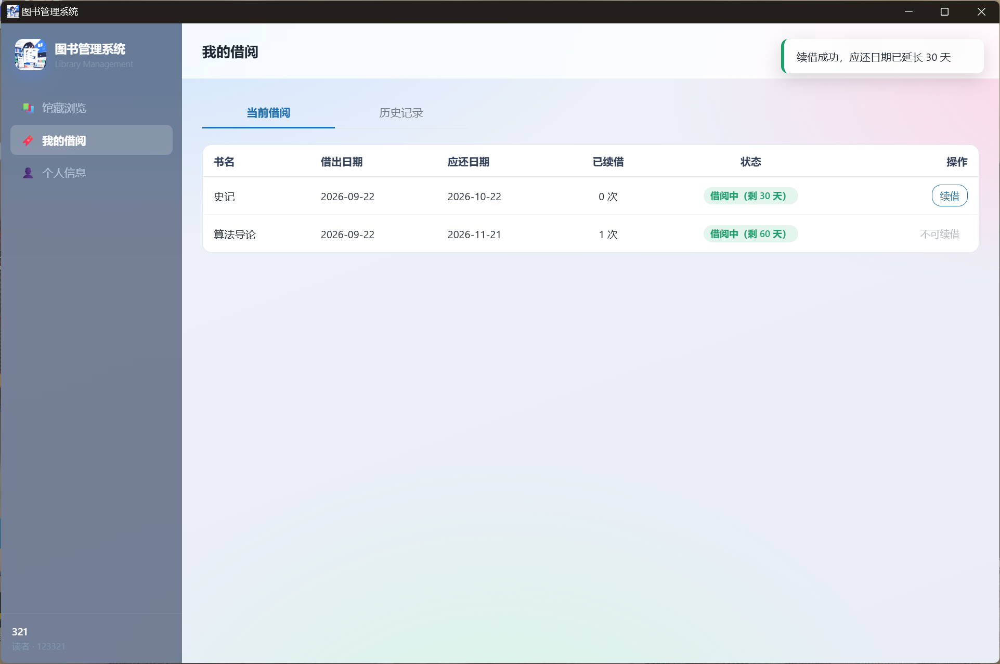 图书管理系统
图书管理系统
Library Management
馆藏浏览
我的借阅
个人信息
321
读者 · 123321
我的借阅
续借成功，应还日期已延长 30 天
当前借阅 历史记录
书名 借出日期 应还日期 已续借 状态 操作
史记 2026-09-22 2026-10-22 0 次 借阅中（剩 30 天） 续借
算法导论 2026-09-22 2026-11-21 1 次 借阅中（剩 60 天） 不可续借